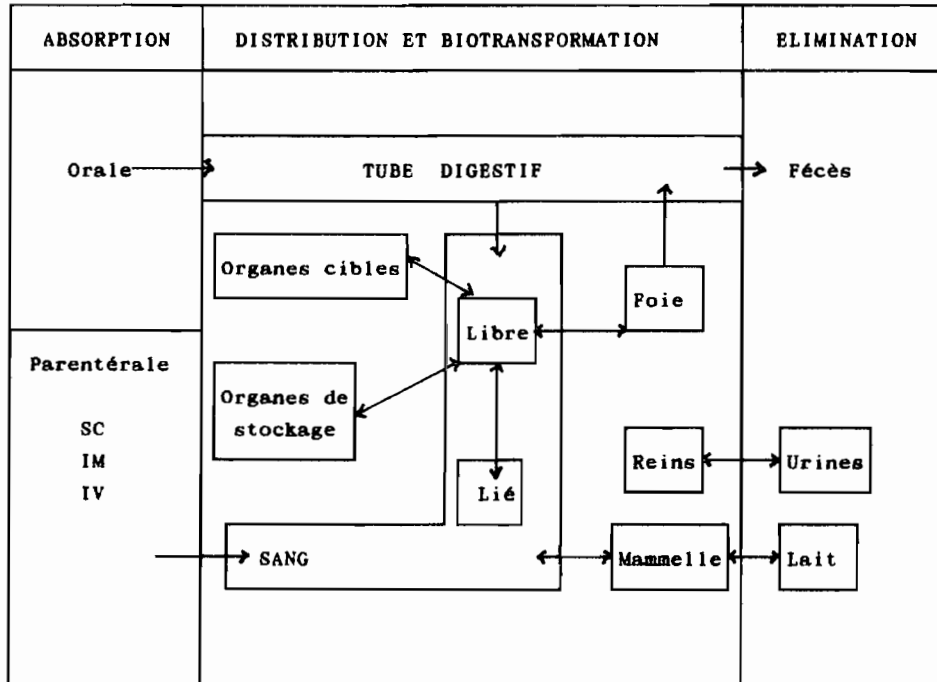 ABSORPTION
DISTRIBUTION ET BIOTRANSFORMATION
ELIMINATION
Orale
TUBE DIGESTIF
Fécès
Organes cibles
Libre
Foie
Parentérale
SC
IM
IV
Organes de
stockage
Lié
Reins
Urines
SANG
Mammelle
Lait